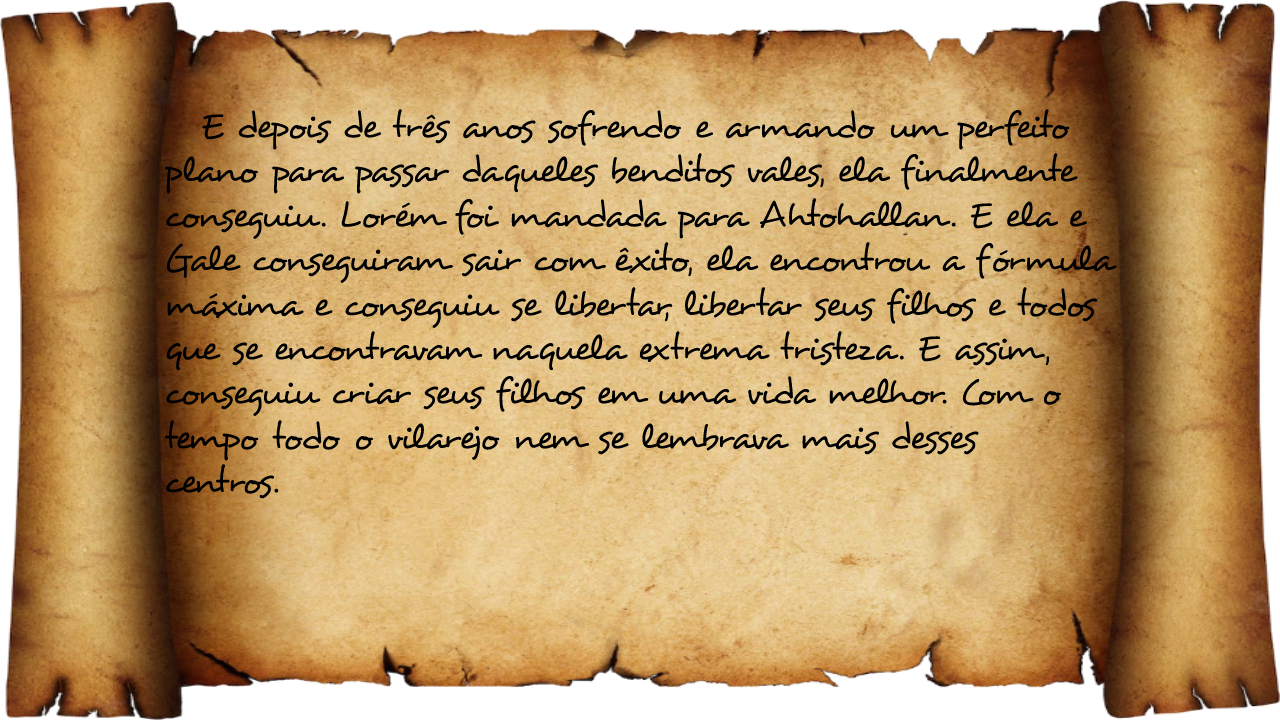 E depois de três anos sofrendo e armando um perfeito
plano para passar daqueles benditos vales, ela finalmente
conseguiu. Lorém foi mandada para Ahtohallan. E ela e
Gale conseguiram sair com êxito, ela encontrou a fórmula
máxima e conseguiu se libertar, libertar seus filhos e todos
que se encontravam naquela extrema tristeza. E assim,
conseguiu criar seus filhos em uma vida melhor. Com o
tempo todo o vilarejo nem se lembrava mais desses
centros.